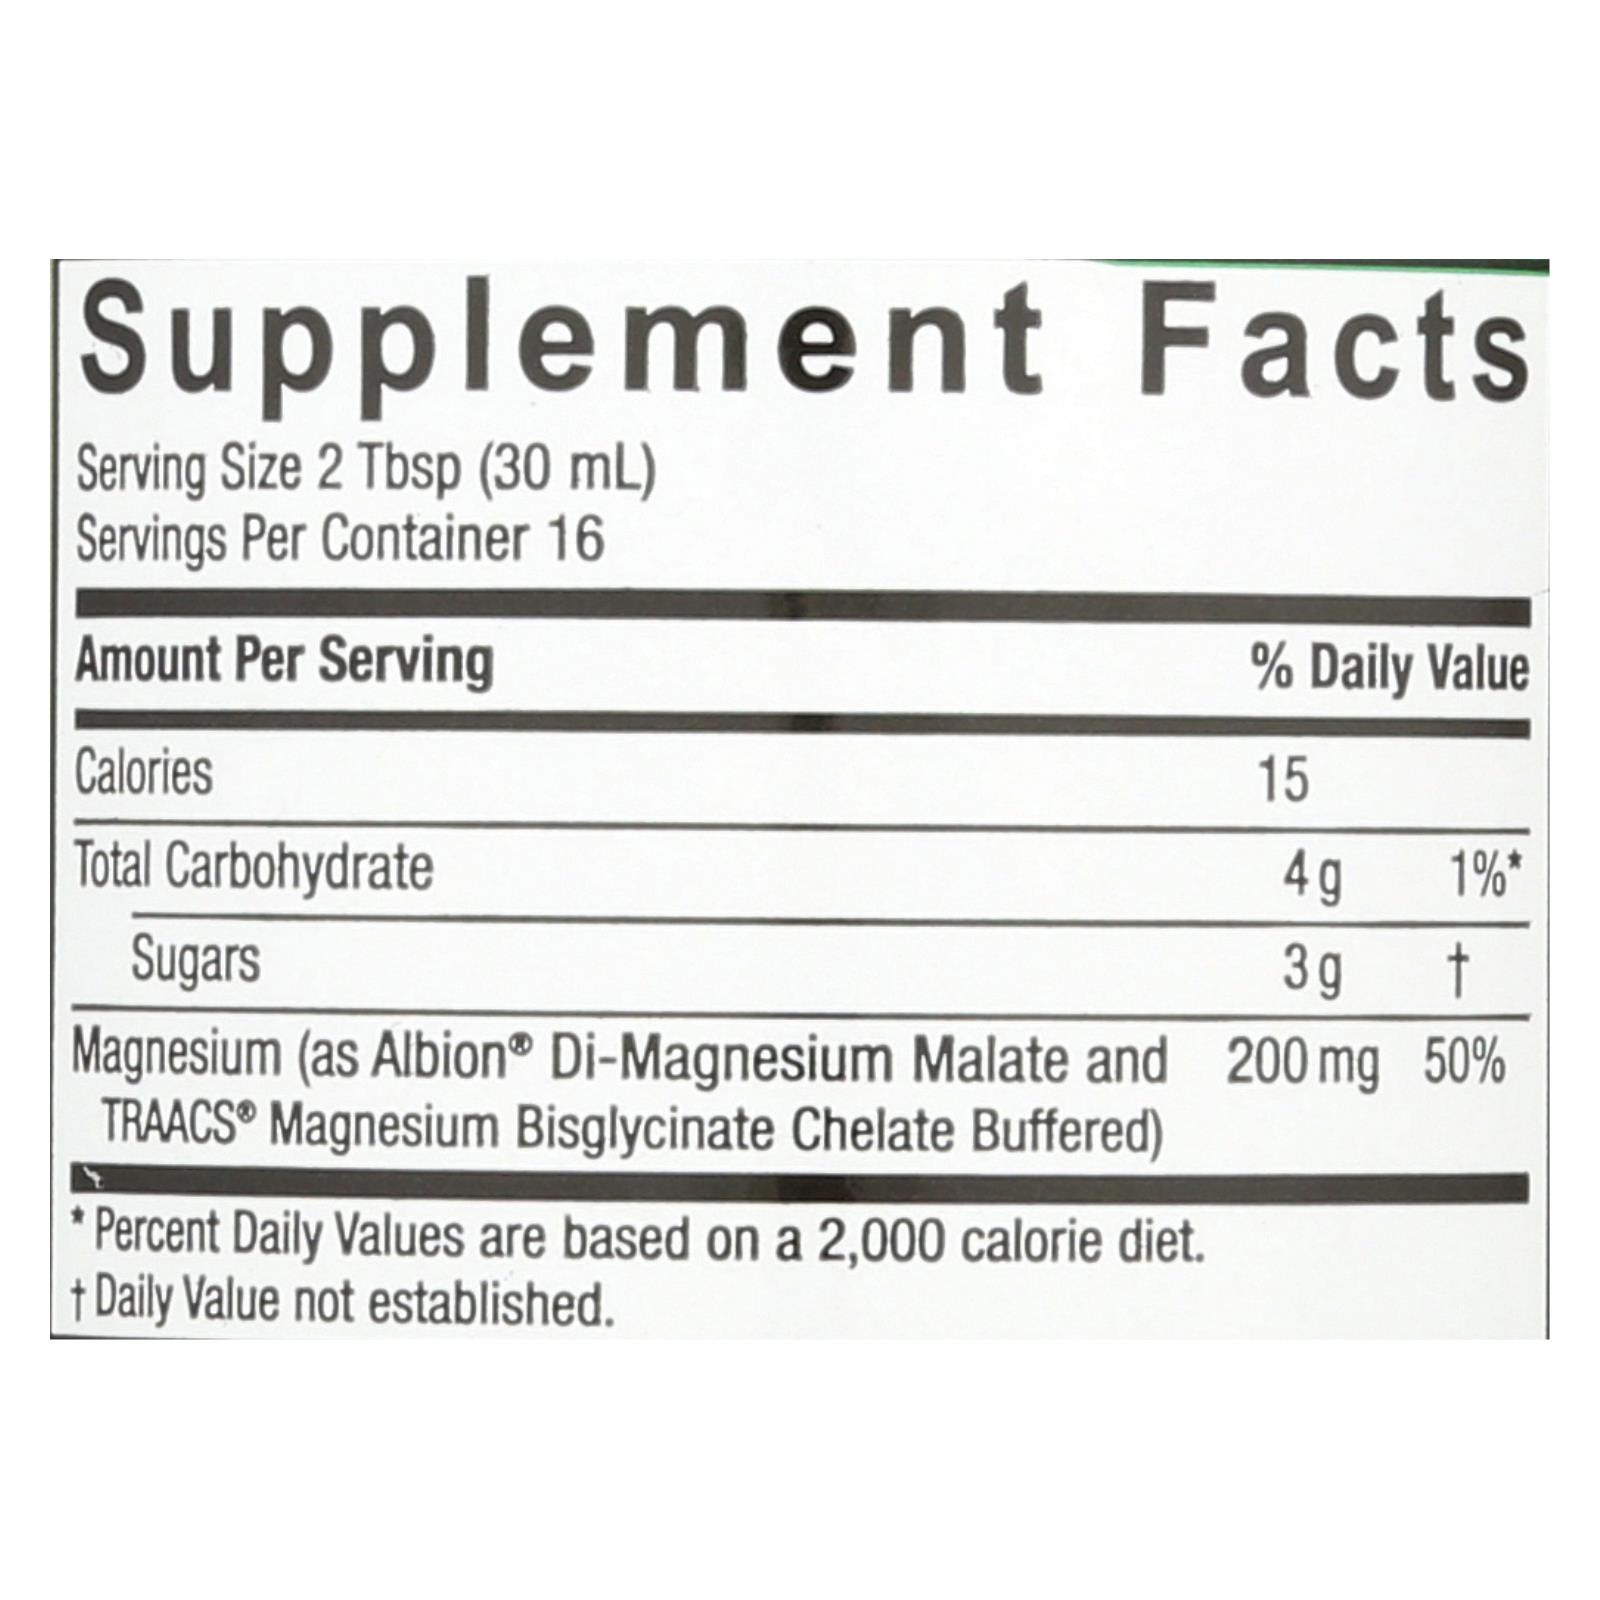 Supplement Facts
Serving Size 2 Tbsp (30 mL)
Servings Per Container 16
Amount Per Serving % Daily Value
Calories 15
Total Carbohydrate 4 g 1%*
Sugars 3 g †
Magnesium (as Albion® Di-Magnesium Malate and 200 mg 50%
TRAACS® Magnesium Bisglycinate Chelate Buffered)
* Percent Daily Values are based on a 2,000 calorie diet.
† Daily Value not established.